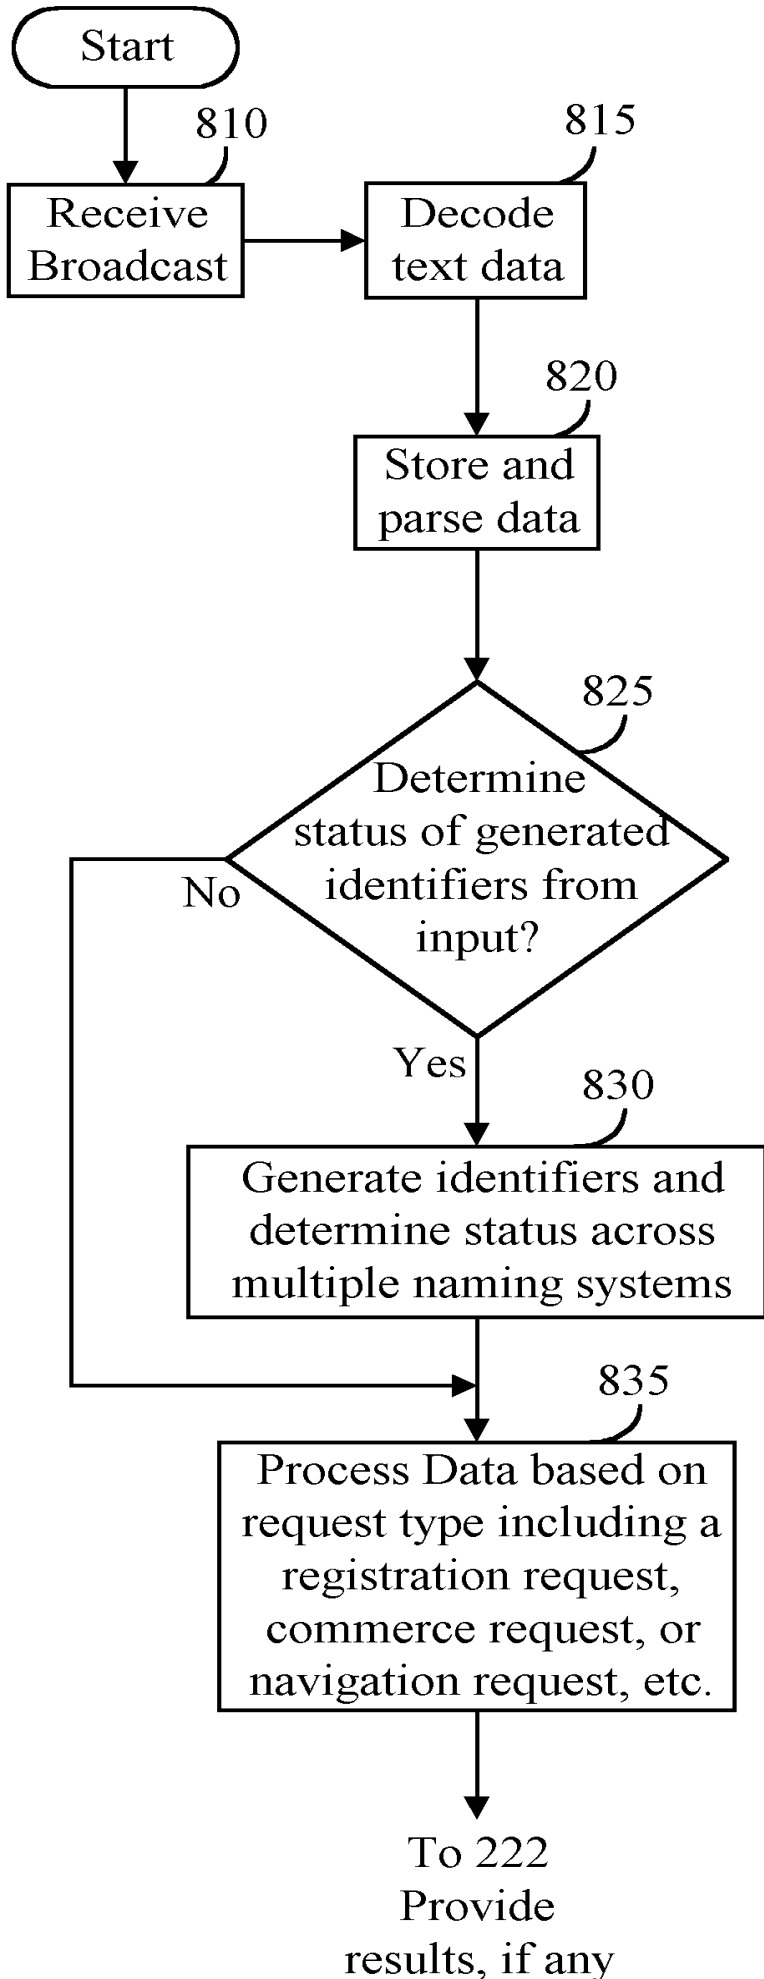 Start
810
Receive
Broadcast
815
Decode
text data
820
Store and
parse data
825
Determine
status of generated
identifiers from
input?
No
Yes
830
Generate identifiers and
determine status across
multiple naming systems
835
Process Data based on
request type including a
registration request,
commerce request, or
navigation request, etc.
To 222
Provide
results, if any